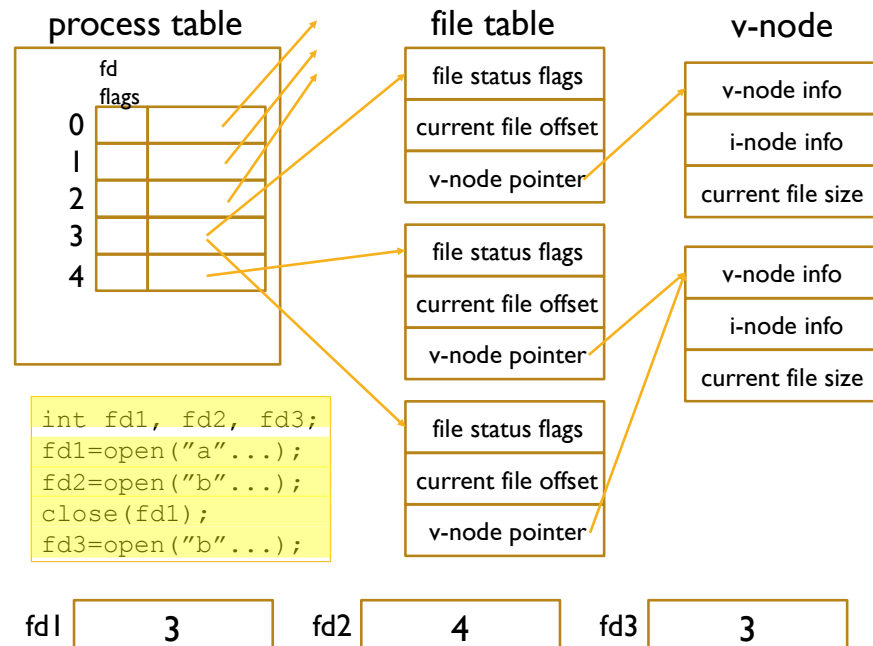 process table
file table
v-node
fd
flags
0
1
2
3
4
file status flags
current file offset
v-node pointer
v-node info
i-node info
current file size
file status flags
current file offset
v-node pointer
v-node info
i-node info
current file size
file status flags
current file offset
v-node pointer
int fd1, fd2, fd3;
fd1=open(”a”...);
fd2=open(”b”...);
close(fd1);
fd3=open(”b”...);
fd1 3 fd2 4 fd3 3